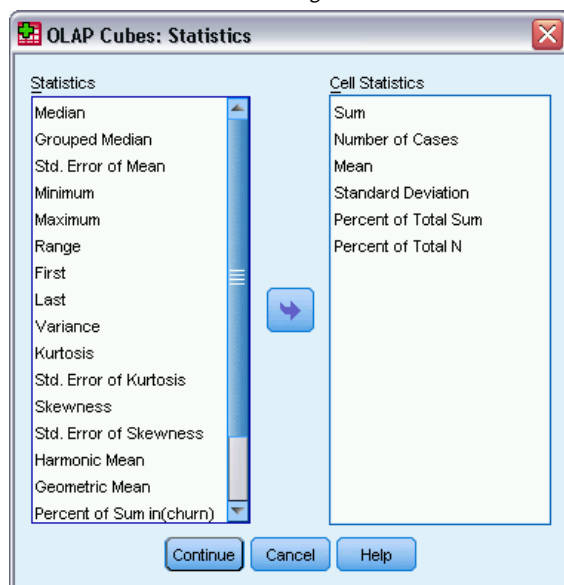 OLAP Cubes: Statistics
Statistics
Median
Grouped Median
Std. Error of Mean
Minimum
Maximum
Range
First
Last
Variance
Kurtosis
Std. Error of Kurtosis
Skewness
Std. Error of Skewness
Harmonic Mean
Geometric Mean
Percent of Sum in(churn)
Cell Statistics
Sum
Number of Cases
Mean
Standard Deviation
Percent of Total Sum
Percent of Total N
Continue
Cancel
Help